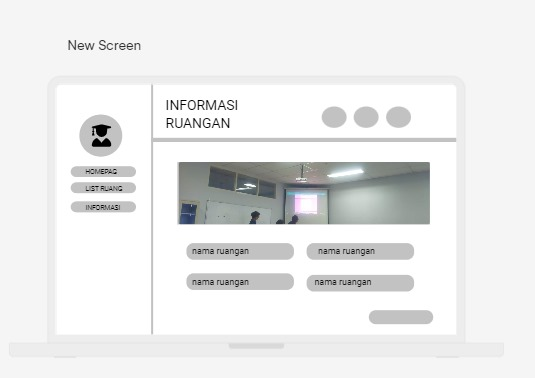 New Screen
INFORMASI
RUANGAN
HOMEPAG
LIST RUANG
INFORMASI
nama ruangan
nama ruangan
nama ruangan
nama ruangan